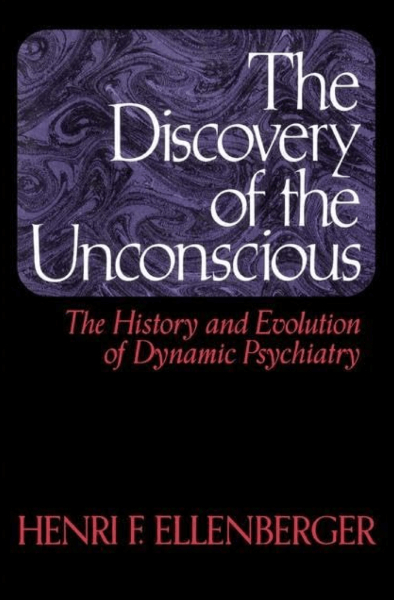 The
Discovery
of the
Unconscious
The History and Evolution
of Dynamic Psychiatry
HENRI F. ELLENBERGER